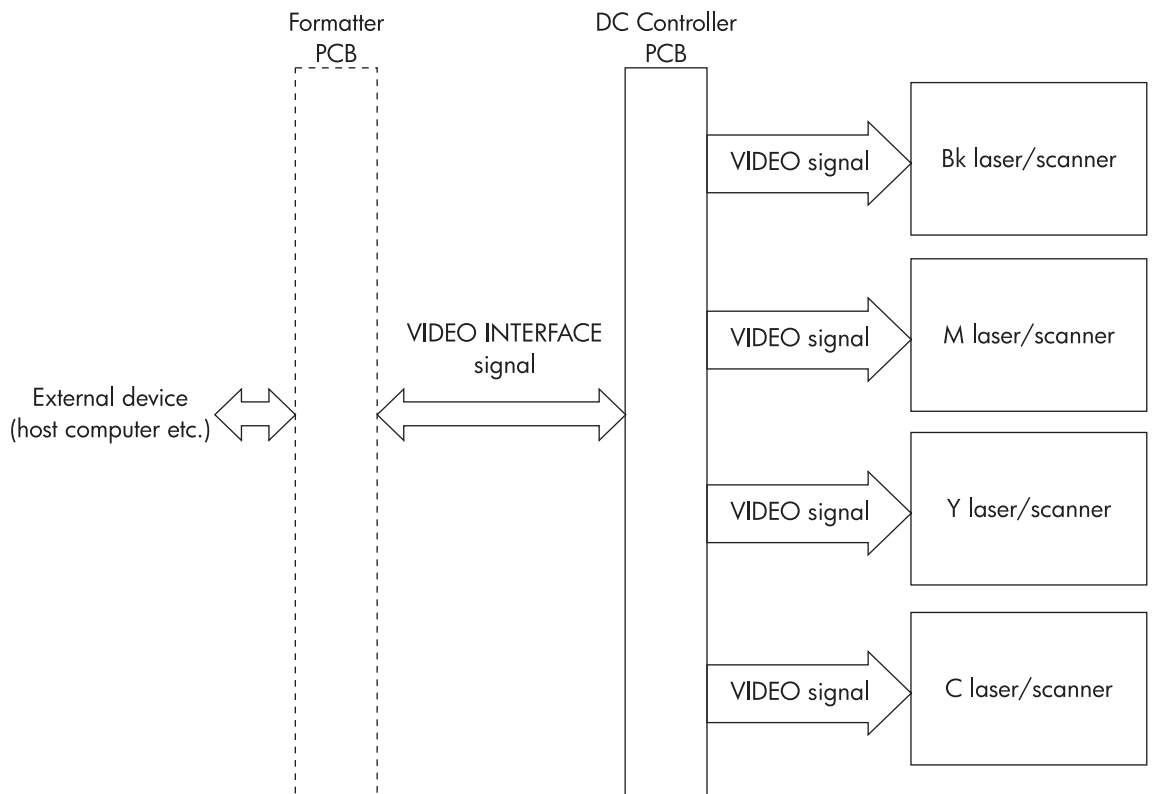 Formatter
PCB
DC Controller
PCB
VIDEO signal
Bk laser/scanner
VIDEO signal
M laser/scanner
VIDEO INTERFACE
signal
External device
(host computer etc.)
VIDEO signal
Y laser/scanner
VIDEO signal
C laser/scanner